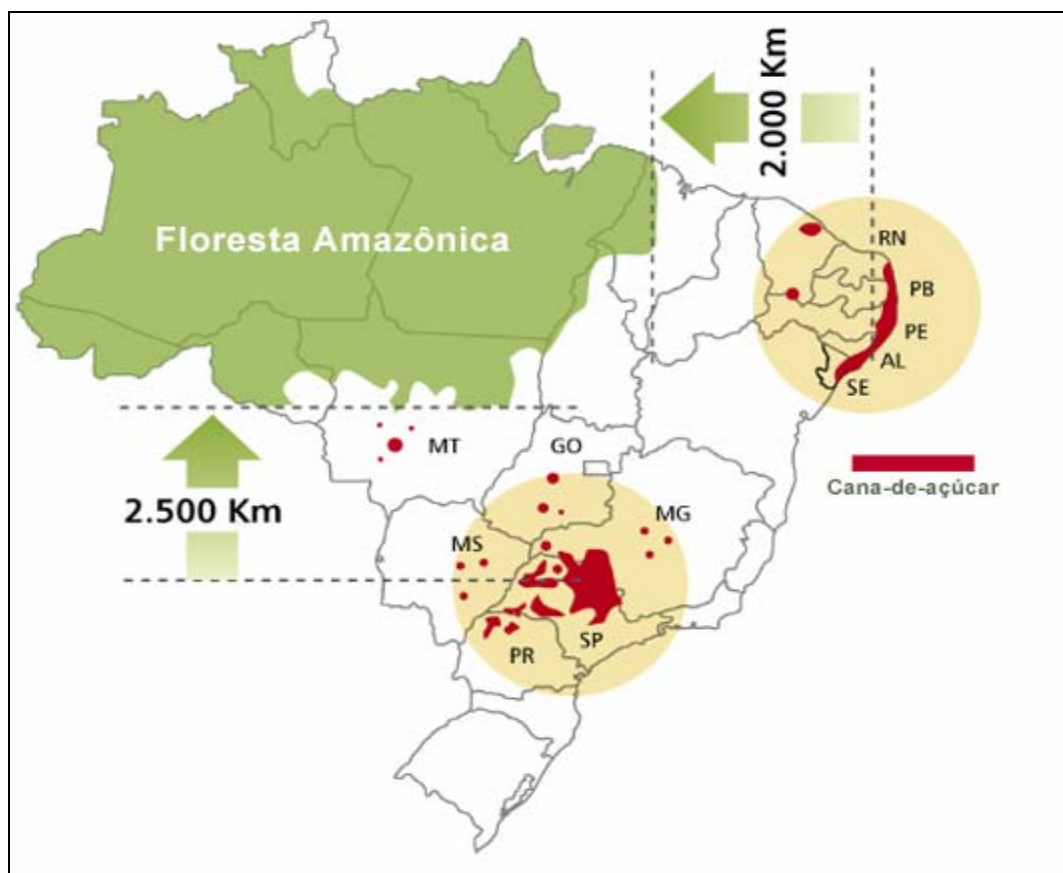 2.000 Km
Floresta Amazônica
RN
PB
PE
AL
SE
Cana-de-açúcar
MT
GO
2.500 Km
MG
MS
SP
PR